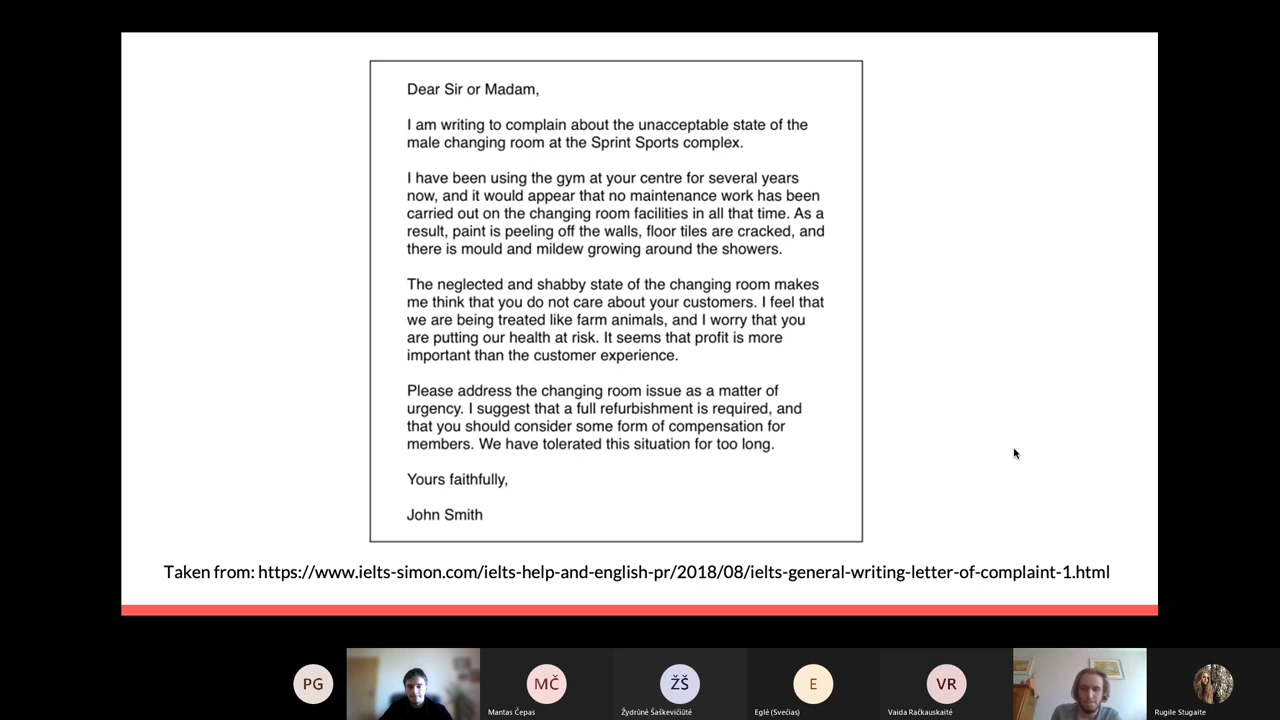 Dear Sir or Madam,
I am writing to complain about the unacceptable state of the
male changing room at the Sprint Sports complex.
I have been using the gym at your centre for several years
now, and it would appear that no maintenance work has been
carried out on the changing room facilities in all that time. As a
result, paint is peeling off the walls, floor tiles are cracked, and
there is mould and mildew growing around the showers.
The neglected and shabby state of the changing room makes
me think that you do not care about your customers. I feel that
we are being treated like farm animals, and I worry that you
are putting our health at risk. It seems that profit is more
important than the customer experience.
Please address the changing room issue as a matter of
urgency. I suggest that a full refurbishment is required, and
that you should consider some form of compensation for
members. We have tolerated this situation for too long.
Yours faithfully,
John Smith
Taken from: https://www.ielts-simon.com/ielts-help-and-english-pr/2018/08/ielts-general-writing-letter-of-complaint-1.html
PG
MČ
ŽŠ
E
VR
Mantas Čepas
Žydrūnė Šaškevičiūtė
Eglė (Svečias)
Vaida Račkauskaitė
Rugile Stugaite